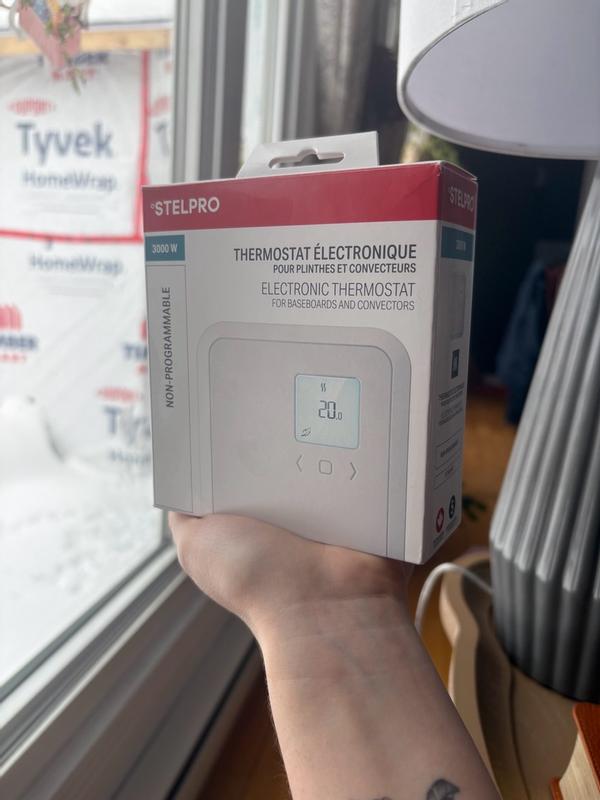 Tyvek
HomeWrap
HomeWrap
STELPRO
STELPRO
3000 W
THERMOSTAT ÉLECTRONIQUE
POUR PLINTHES ET CONVECTEURS
ELECTRONIC THERMOSTAT
FOR BASEBOARDS AND CONVECTORS
NON-PROGRAMMABLE
20.0